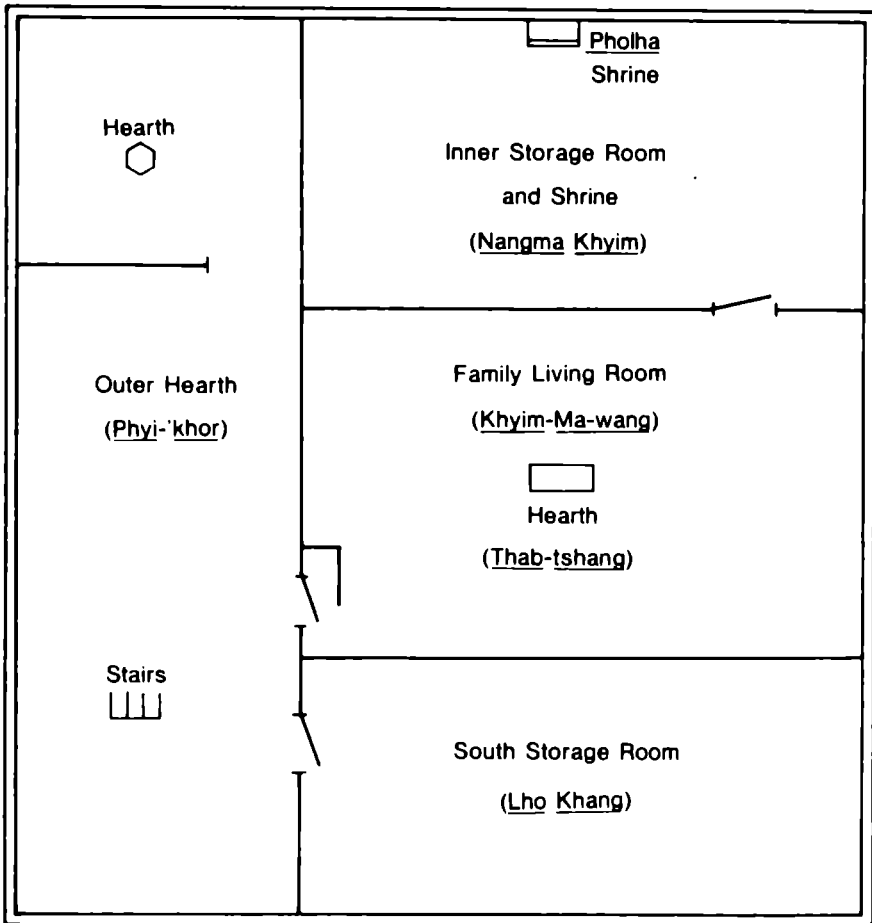 Pholha
Shrine
Hearth
Inner Storage Room
and Shrine
(Nangma Khyim)
Outer Hearth
(Phyi-'khor)
Family Living Room
(Khyim-Ma-wang)
Hearth
(Thab-tshang)
Stairs
South Storage Room
(Lho Khang)